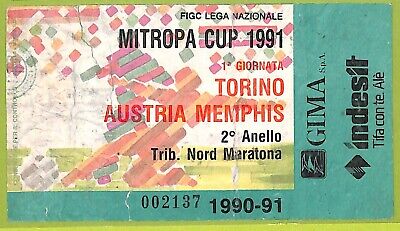 FIGC LEGA NAZIONALE
MITROPA CUP 1991
1ª GIORNATA
TORINO
AUSTRIA MEMPHIS
2° Anello
Trib. Nord Maratona
002137 1990-91
GIMA S.p.A.
indesit
Tifa con te. Alè